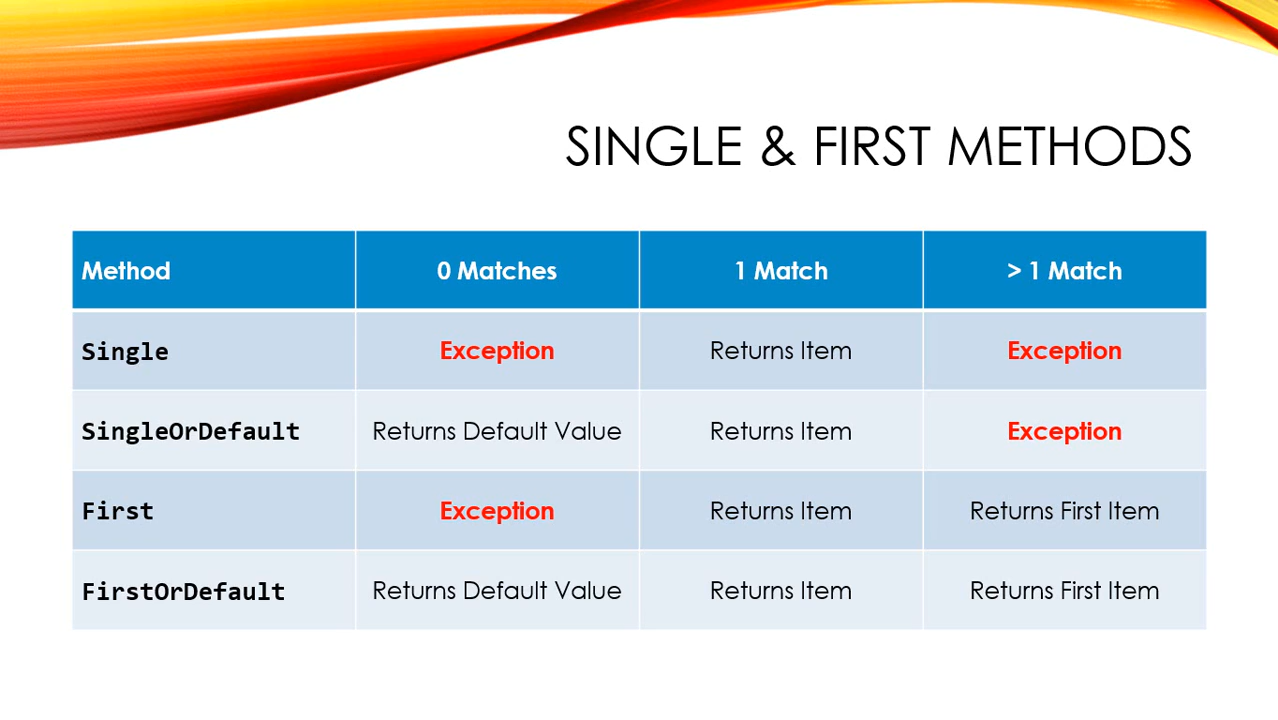 SINGLE & FIRST METHODS
Method 0 Matches 1 Match > 1 Match
Single Exception Returns Item Exception
SingleOrDefault Returns Default Value Returns Item Exception
First Exception Returns Item Returns First Item
FirstOrDefault Returns Default Value Returns Item Returns First Item